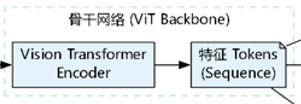 骨干网络 (ViT Backbone)
Vision Transformer
Encoder
特征 Tokens
(Sequence)